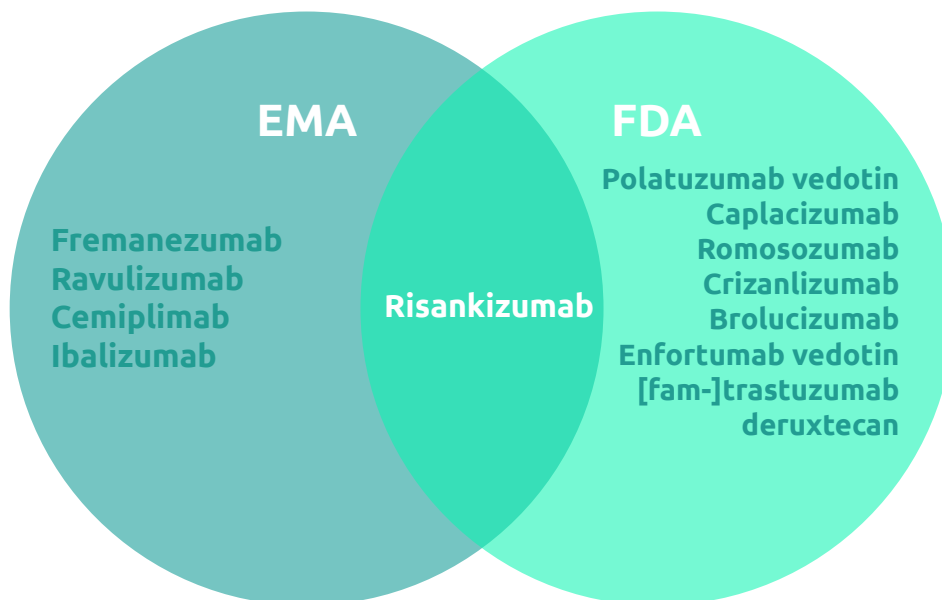 EMA
Fremanezumab
Ravulizumab
Cemiplimab
Ibalizumab
Risankizumab
FDA
Polatuzumab vedotin
Caplacizumab
Romosozumab
Crizanlizumab
Brolucizumab
Enfortumab vedotin
[fam-]trastuzumab
deruxtecan